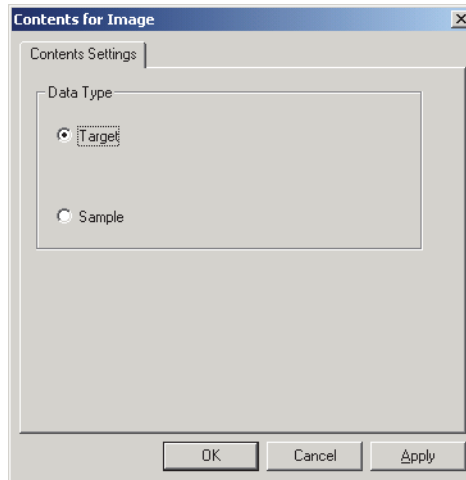 Contents for Image
Contents Settings
Data Type
Target
Sample
OK Cancel Apply